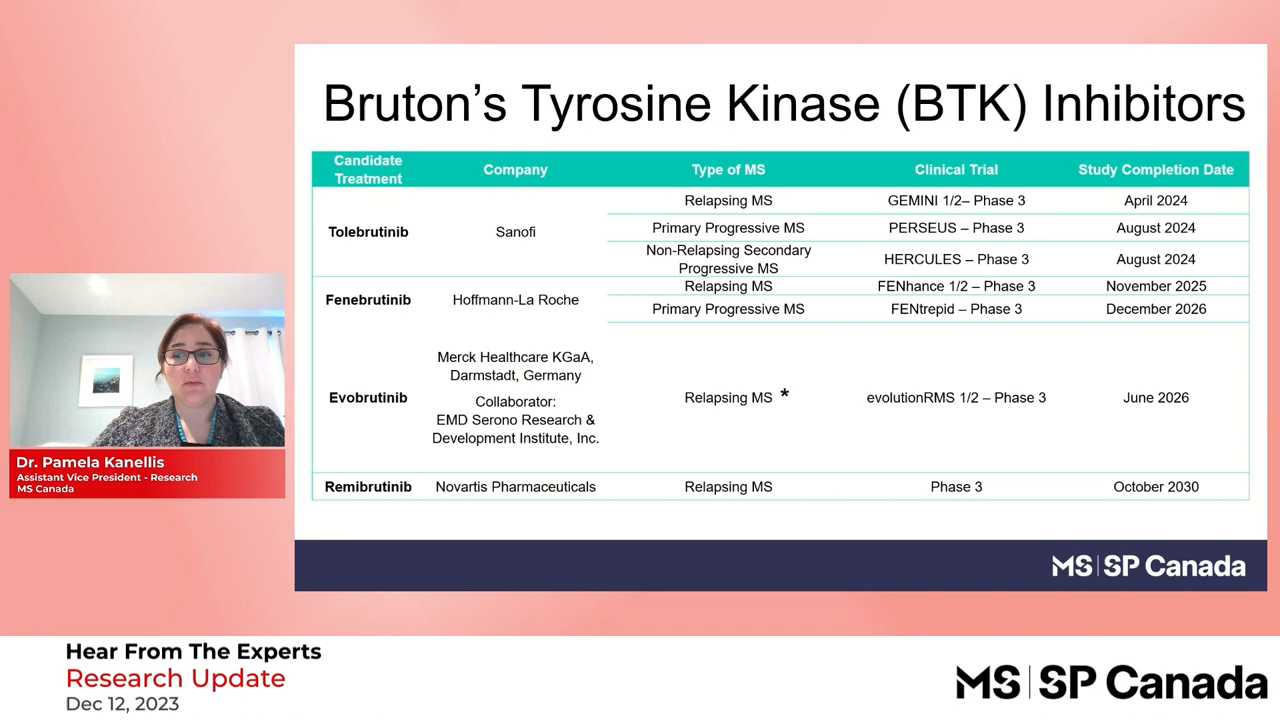 Bruton's Tyrosine Kinase (BTK) Inhibitors
Candidate
Treatment
Company
Type of MS
Clinical Trial
Study Completion Date
Tolebrutinib
Sanofi
Relapsing MS
GEMINI 1/2– Phase 3
April 2024
Primary Progressive MS
PERSEUS – Phase 3
August 2024
Non-Relapsing Secondary
Progressive MS
HERCULES – Phase 3
August 2024
Fenebrutinib
Hoffmann-La Roche
Relapsing MS
FENhance 1/2 – Phase 3
November 2025
Primary Progressive MS
FENtrepid – Phase 3
December 2026
Evobrutinib
Merck Healthcare KGaA,
Darmstadt, Germany
Collaborator:
EMD Serono Research &
Development Institute, Inc.
Relapsing MS *
evolutionRMS 1/2 – Phase 3
June 2026
Remibrutinib
Novartis Pharmaceuticals
Relapsing MS
Phase 3
October 2030
MS | SP Canada
Dr. Pamela Kanellis
Assistant Vice President - Research
MS Canada
Hear From The Experts
Research Update
Dec 12, 2023
MS | SP Canada